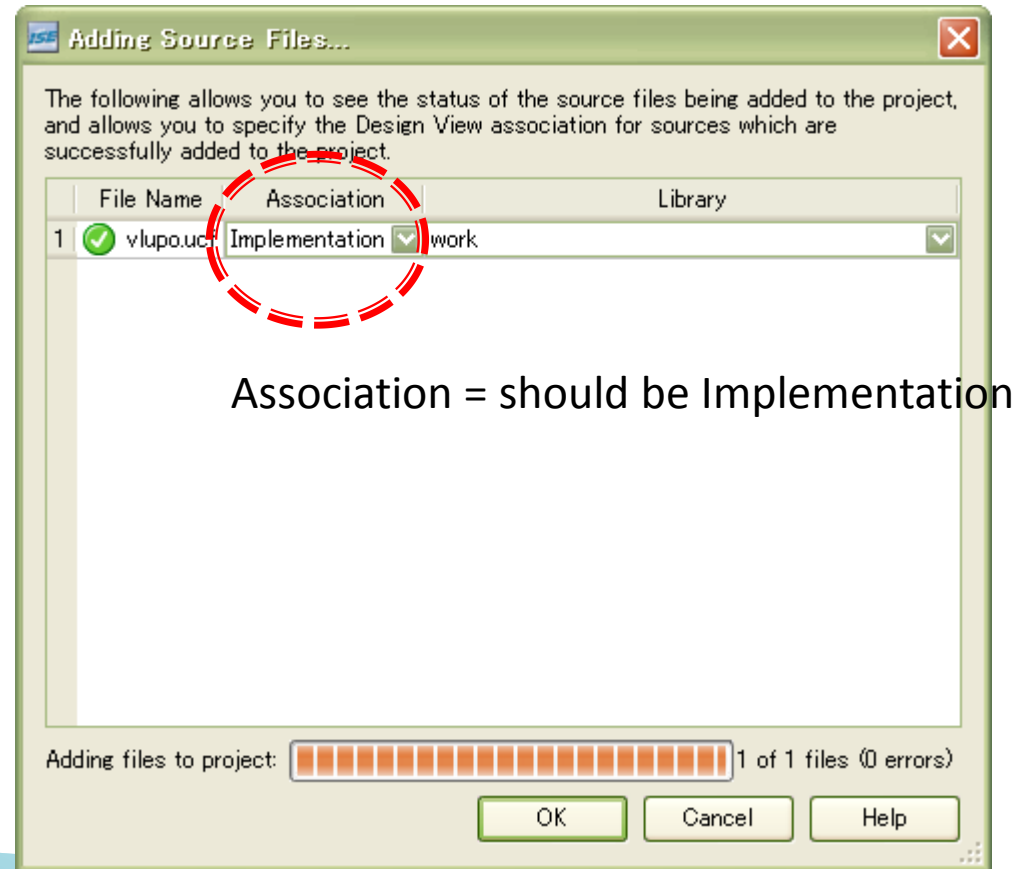 ISE Adding Source Files...
The following allows you to see the status of the source files being added to the project,
and allows you to specify the Design View association for sources which are
successfully added to the project.
File Name Association Library
1 vlupo.ucf Implementation work
Association = should be Implementation
Adding files to project: 1 of 1 files (0 errors)
OK Cancel Help